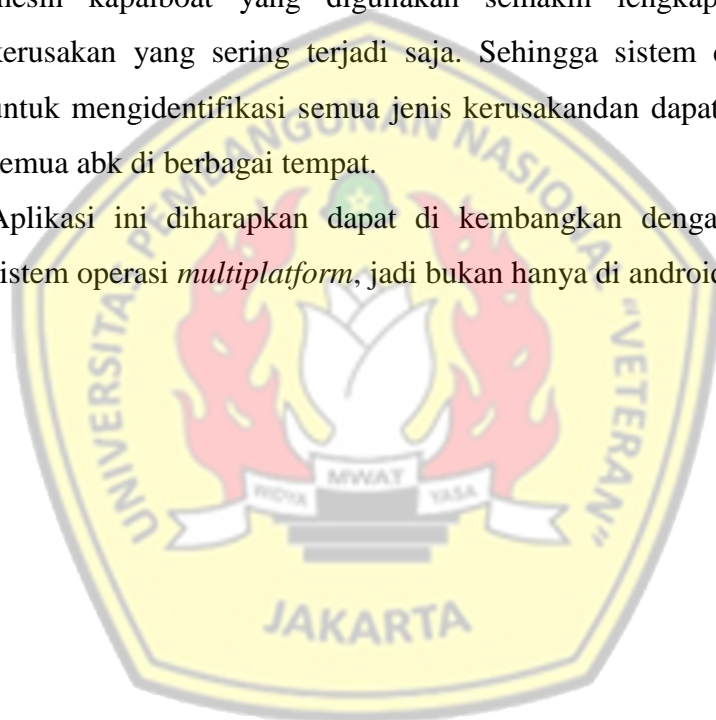 mesin kapalboat yang digunakan semakin lengkap
kerusakan yang sering terjadi saja. Sehingga sistem
untuk mengidentifikasi semua jenis kerusakandan dapat
semua abk di berbagai tempat.
Aplikasi ini diharapkan dapat di kembangkan
sistem operasi multiplatform, jadi bukan hanya di android
UNIVERSITAS PEMBANGUNAN NASIONAL "VETERAN"
WIDYA MWAT YASA
JAKARTA